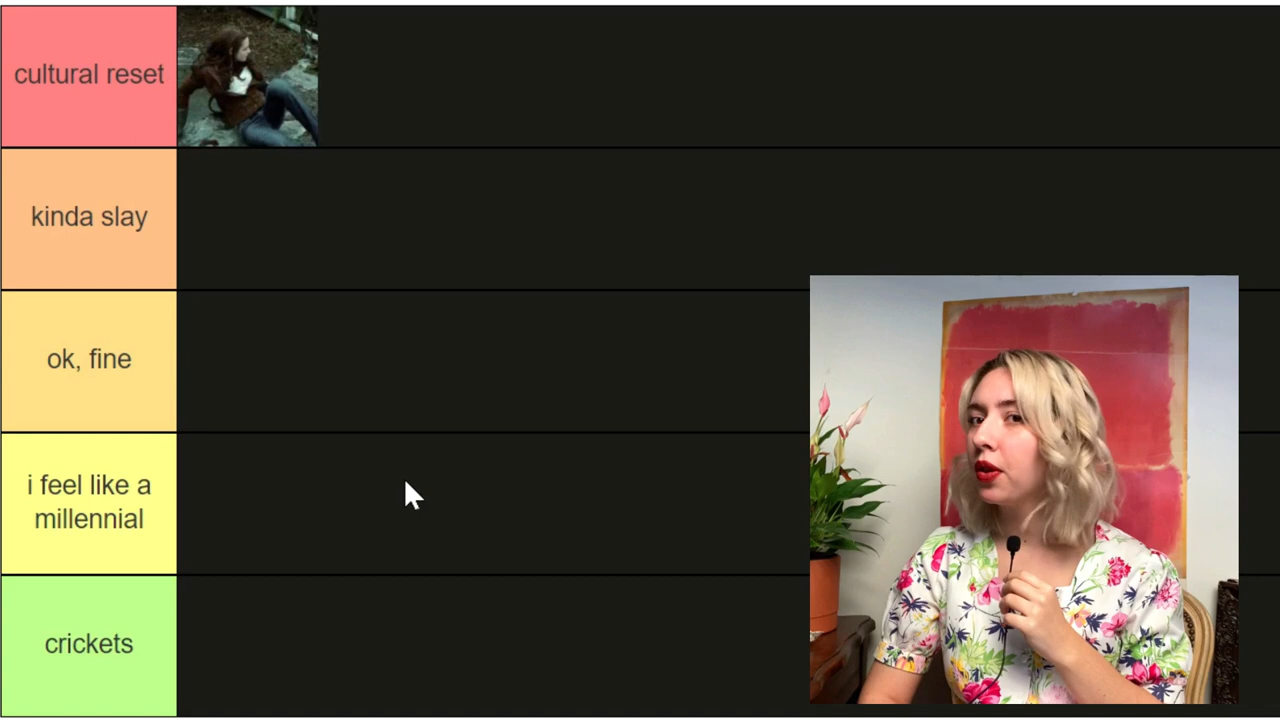 cultural reset
kinda slay
ok, fine
i feel like a
millennial
crickets